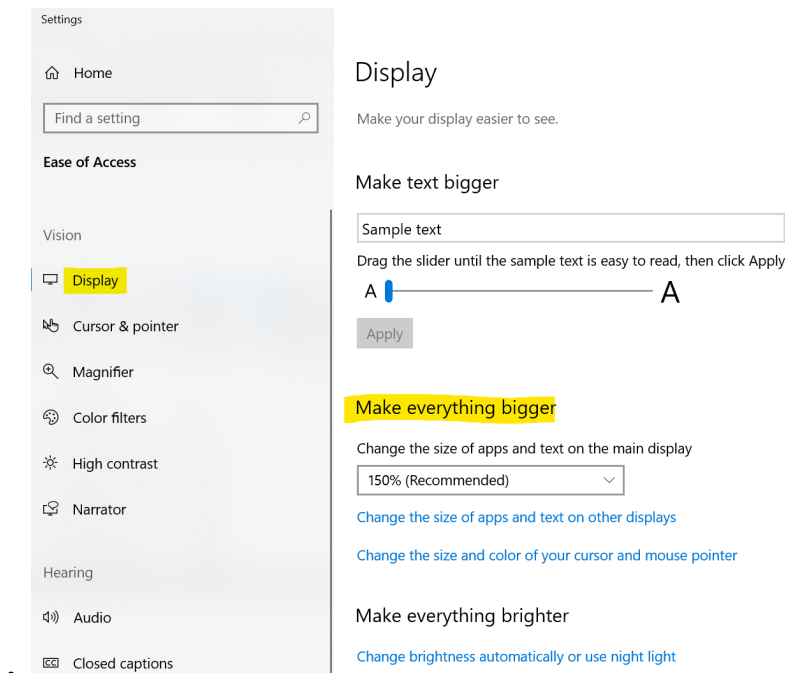 Settings
Home
Find a setting
Ease of Access
Vision
Display
Cursor & pointer
Magnifier
Color filters
High contrast
Narrator
Hearing
Audio
Closed captions
Display
Make your display easier to see.
Make text bigger
Sample text
Drag the slider until the sample text is easy to read, then click Apply
A A
Apply
Make everything bigger
Change the size of apps and text on the main display
150% (Recommended)
Change the size of apps and text on other displays
Change the size and color of your cursor and mouse pointer
Make everything brighter
Change brightness automatically or use night light